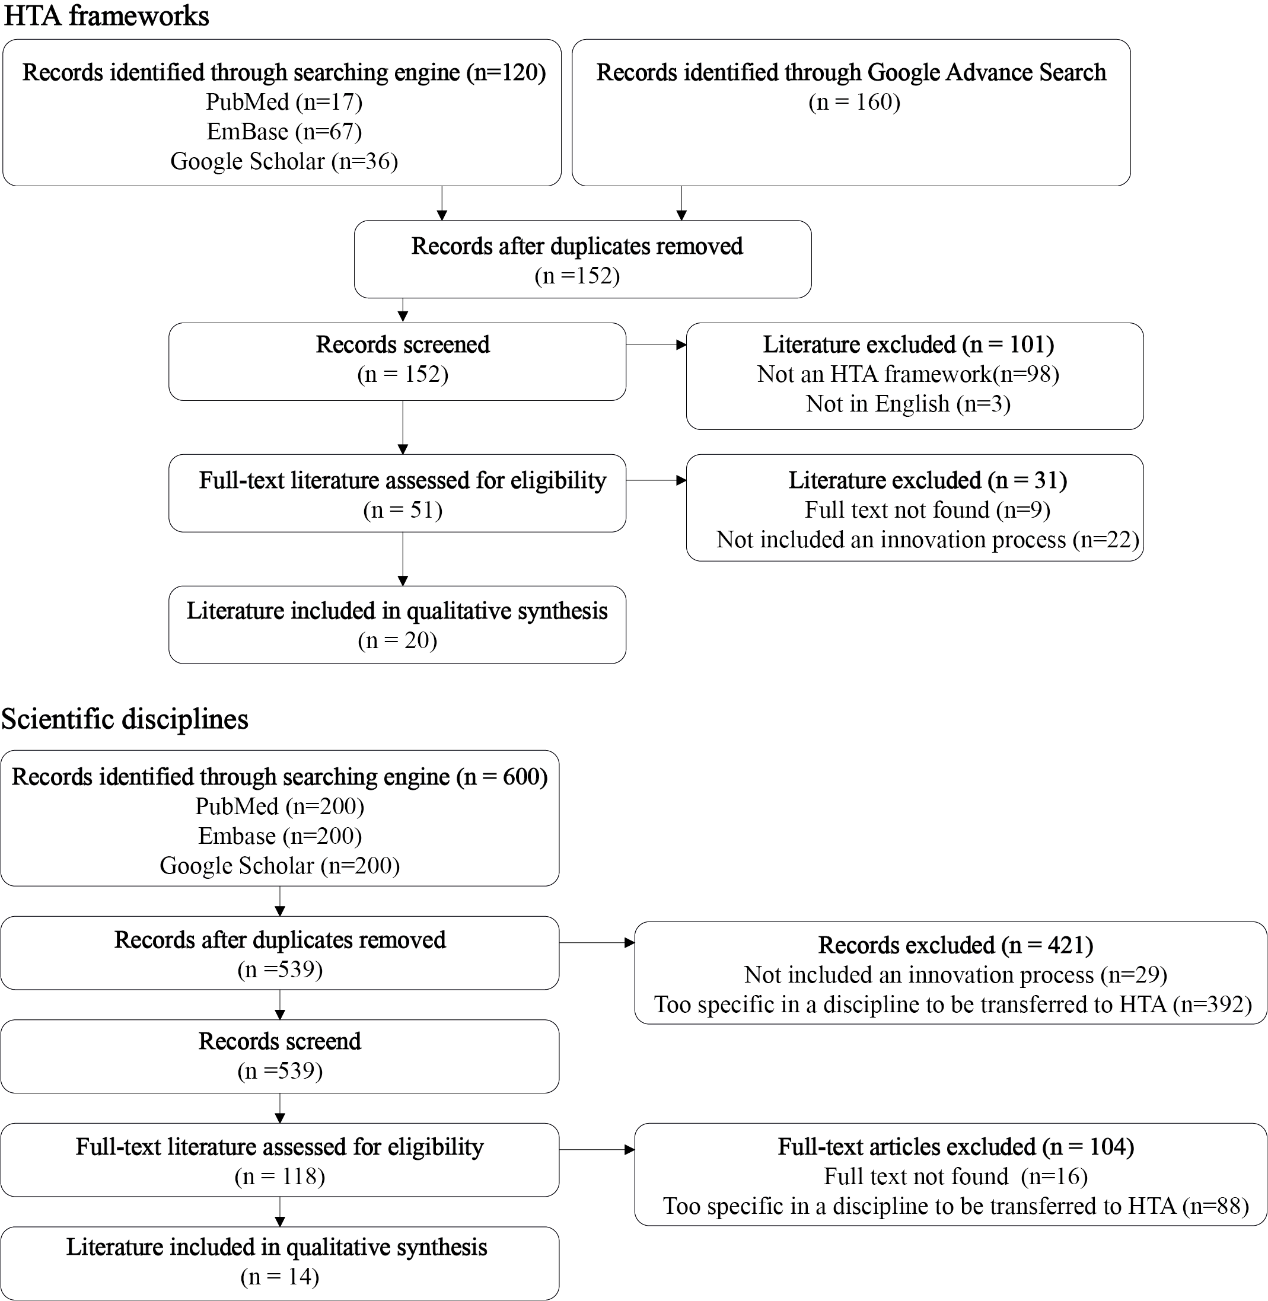 HTA frameworks
Records identified through searching engine (n=120)
PubMed (n=17)
EmBase (n=67)
Google Scholar (n=36)
Records identified through Google Advance Search
(n = 160)
Records after duplicates removed
(n =152)
Records screened
(n = 152)
Literature excluded (n = 101)
Not an HTA framework(n=98)
Not in English (n=3)
Full-text literature assessed for eligibility
(n = 51)
Literature excluded (n = 31)
Full text not found (n=9)
Not included an innovation process (n=22)
Literature included in qualitative synthesis
(n = 20)
Scientific disciplines
Records identified through searching engine (n = 600)
PubMed (n=200)
Embase (n=200)
Google Scholar (n=200)
Records after duplicates removed
(n =539)
Records excluded (n = 421)
Not included an innovation process (n=29)
Too specific in a discipline to be transferred to HTA (n=392)
Records screend
(n =539)
Full-text literature assessed for eligibility
(n = 118)
Full-text articles excluded (n = 104)
Full text not found  (n=16)
Too specific in a discipline to be transferred to HTA (n=88)
Literature included in qualitative synthesis
(n = 14)